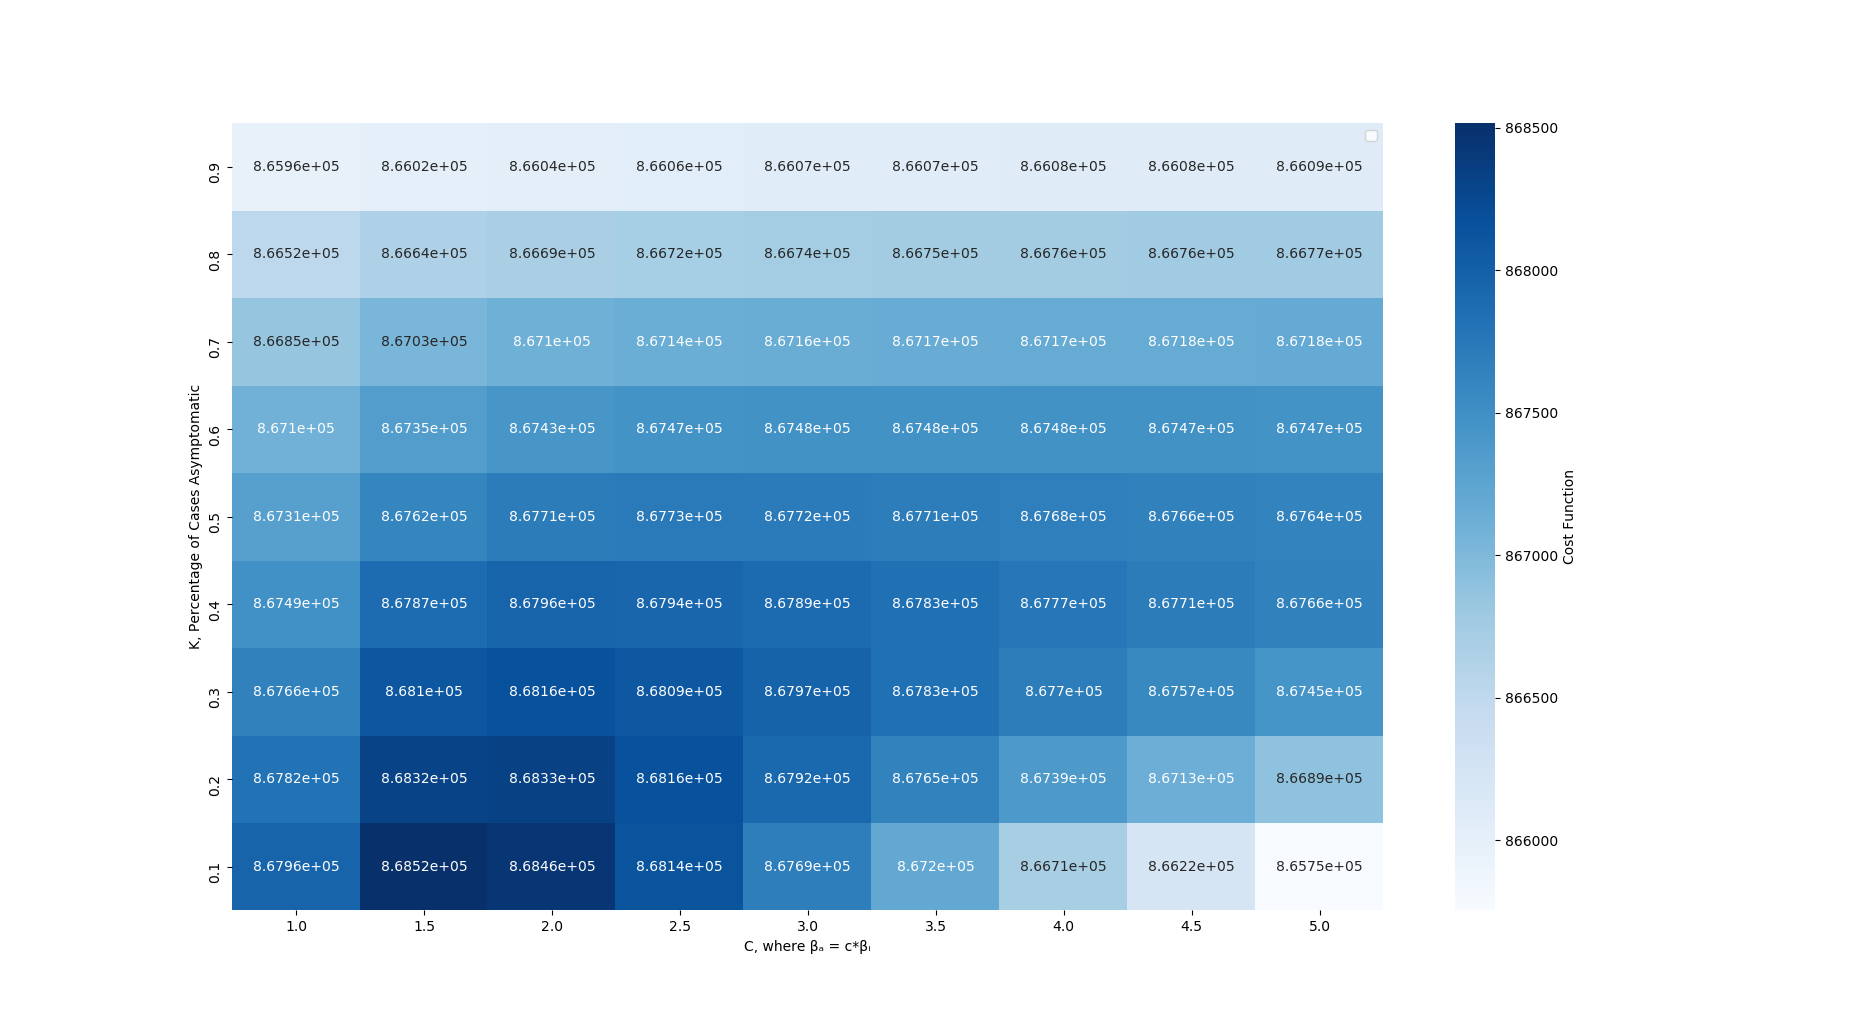 0.9 8.6596e+05 8.6602e+05 8.6604e+05 8.6606e+05 8.6607e+05 8.6607e+05 8.6608e+05 8.6608e+05 8.6609e+05
0.8 8.6652e+05 8.6664e+05 8.6669e+05 8.6672e+05 8.6674e+05 8.6675e+05 8.6676e+05 8.6676e+05 8.6677e+05
0.7 8.6685e+05 8.6703e+05 8.671e+05 8.6714e+05 8.6716e+05 8.6717e+05 8.6717e+05 8.6718e+05 8.6718e+05
0.6 8.671e+05 8.6735e+05 8.6743e+05 8.6747e+05 8.6748e+05 8.6748e+05 8.6748e+05 8.6747e+05 8.6747e+05
0.5 8.6731e+05 8.6762e+05 8.6771e+05 8.6773e+05 8.6772e+05 8.6771e+05 8.6768e+05 8.6766e+05 8.6764e+05
0.4 8.6749e+05 8.6787e+05 8.6796e+05 8.6794e+05 8.6789e+05 8.6783e+05 8.6777e+05 8.6771e+05 8.6766e+05
0.3 8.6766e+05 8.681e+05 8.6816e+05 8.6809e+05 8.6797e+05 8.6783e+05 8.677e+05 8.6757e+05 8.6745e+05
0.2 8.6782e+05 8.6832e+05 8.6833e+05 8.6816e+05 8.6792e+05 8.6765e+05 8.6739e+05 8.6713e+05 8.6689e+05
0.1 8.6796e+05 8.6852e+05 8.6846e+05 8.6814e+05 8.6769e+05 8.672e+05 8.6671e+05 8.6622e+05 8.6575e+05
1.0 1.5 2.0 2.5 3.0 3.5 4.0 4.5 5.0
C, where βₐ = c*βᵢ
K, Percentage of Cases Asymptomatic
868500
868000
867500
867000
866500
866000
Cost Function